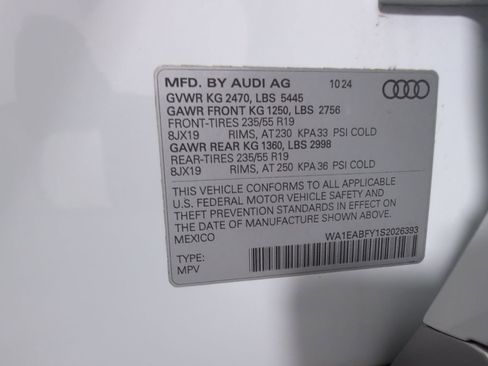 MFD. BY AUDI AG 10 24
GVWR KG 2470, LBS 5445
GAWR FRONT KG 1250, LBS 2756
FRONT-TIRES 235/55 R19
8JX19 RIMS, AT 230 KPA 33 PSI COLD
GAWR REAR KG 1360, LBS 2998
REAR-TIRES 235/55 R19
8JX19 RIMS, AT 250 KPA 36 PSI COLD
THIS VEHICLE CONFORMS TO ALL APPLICABLE
U.S. FEDERAL MOTOR VEHICLE SAFETY AND
THEFT PREVENTION STANDARDS IN EFFECT ON
DATE OF MANUFACTURE SHOWN ABOVE.
MEXICO WA1EABFY1S2026393
TYPE:
MPV